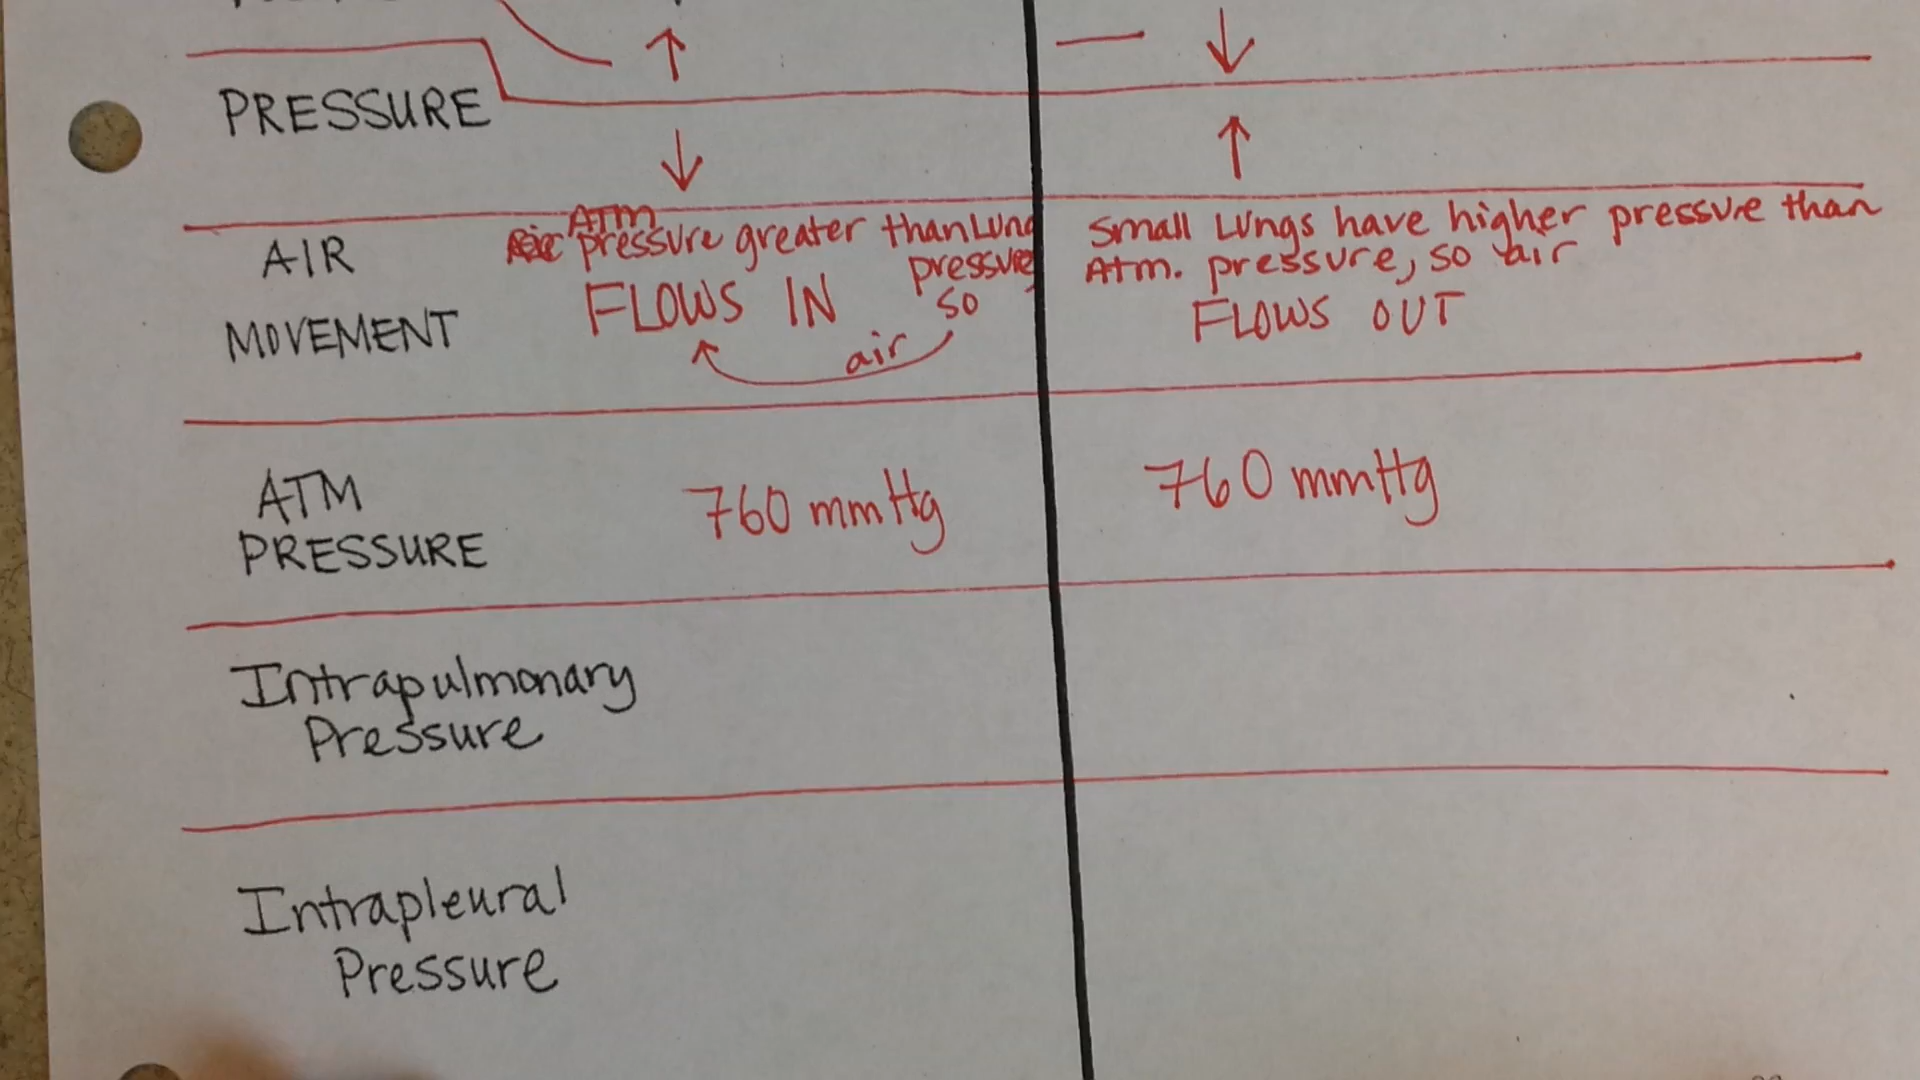 PRESSURE
AIR
MOVEMENT
ATM
pressure greater than Lung
pressure,
so
FLOWS IN
air
Small Lungs have higher pressure than
Atm. pressure, so air
FLOWS OUT
ATM
PRESSURE
760 mmHg
760 mmHg
Intrapulmonary
Pressure
Intrapleural
Pressure